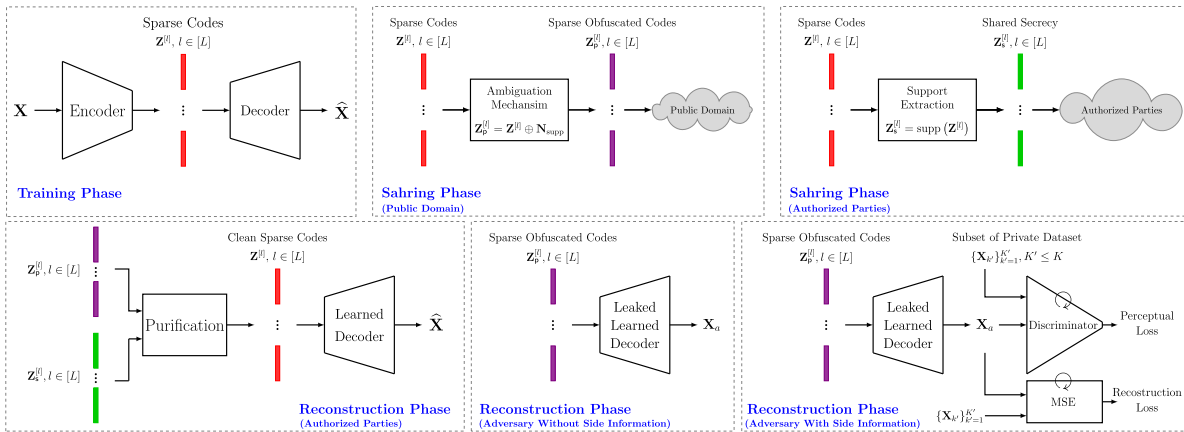 Sparse Codes
Z^[l], l ∈ [L]
X
Encoder
⋮
Decoder
X̂
Training Phase
Sparse Codes
Z^[l], l ∈ [L]
⋮
Ambiguation
Mechansim
Z_p^[l] = Z^[l] ⊕ N_supp
Sparse Obfuscated Codes
Z_p^[l], l ∈ [L]
⋮
Public Domain
Sahring Phase
(Public Domain)
Sparse Codes
Z^[l], l ∈ [L]
⋮
Support
Extraction
Z_s^[l] = supp (Z^[l])
Shared Secrecy
Z_s^[l], l ∈ [L]
⋮
Authorized Parties
Sahring Phase
(Authorized Parties)
Z_p^[l], l ∈ [L]
⋮
Z_s^[l], l ∈ [L]
⋮
Purification
Clean Sparse Codes
Z^[l], l ∈ [L]
⋮
Learned
Decoder
X̂
Reconstruction Phase
(Authorized Parties)
Sparse Obfuscated Codes
Z_p^[l], l ∈ [L]
⋮
Leaked
Learned
Decoder
X_a
Reconstruction Phase
(Adversary Without Side Information)
Sparse Obfuscated Codes
Z_p^[l], l ∈ [L]
⋮
Leaked
Learned
Decoder
X_a
Subset of Private Dataset
{X_k′}_{k′=1}^{K′}, K′ ≤ K
Discriminator
Perceptual
Loss
MSE
Reconstruction
Loss
{X_k′}_{k′=1}^{K′}
Reconstruction Phase
(Adversary With Side Information)